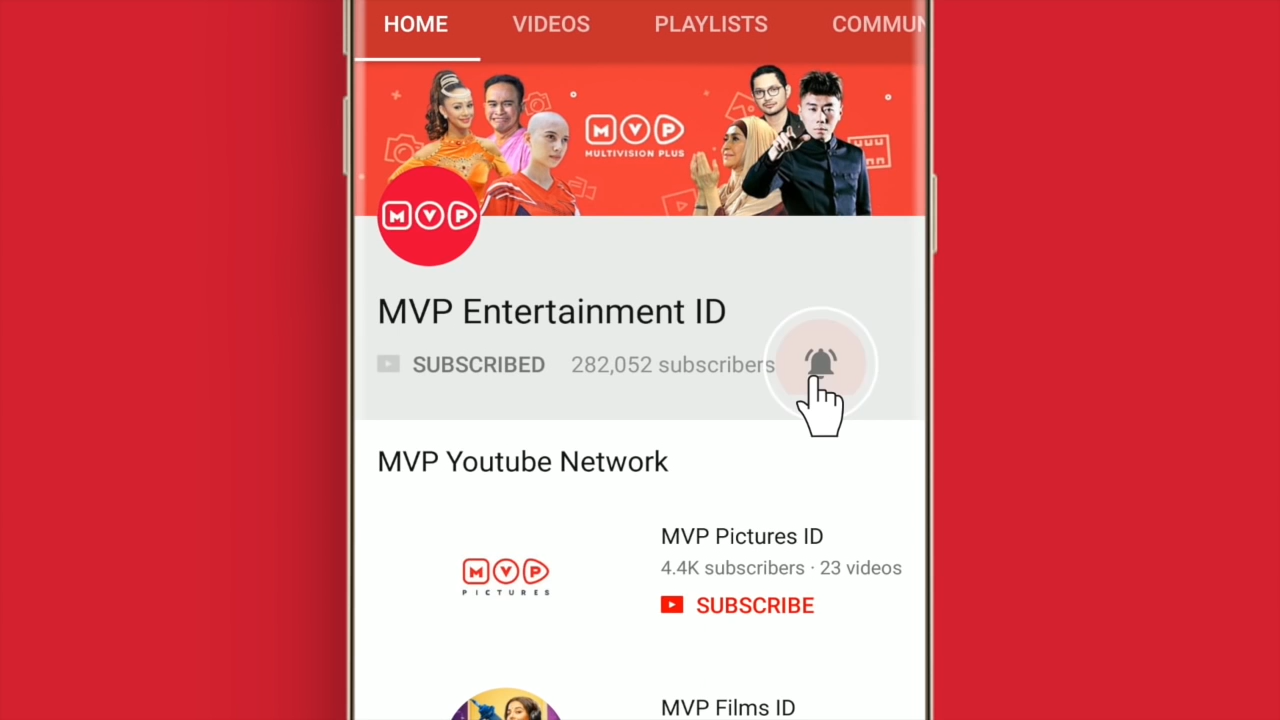 HOME VIDEOS PLAYLISTS COMMUN
MVP
MULTIVISION PLUS
MVP
MVP Entertainment ID
SUBSCRIBED 282,052 subscribers
MVP Youtube Network
MVP Pictures ID
4.4K subscribers · 23 videos
MVP
PICTURES
SUBSCRIBE
MVP Films ID